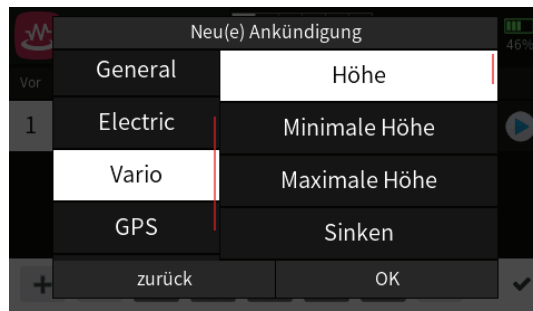 Neu(e) Ankündigung
46%
Vor
1
General
Electric
Vario
GPS
Höhe
Minimale Höhe
Maximale Höhe
Sinken
zurück
OK